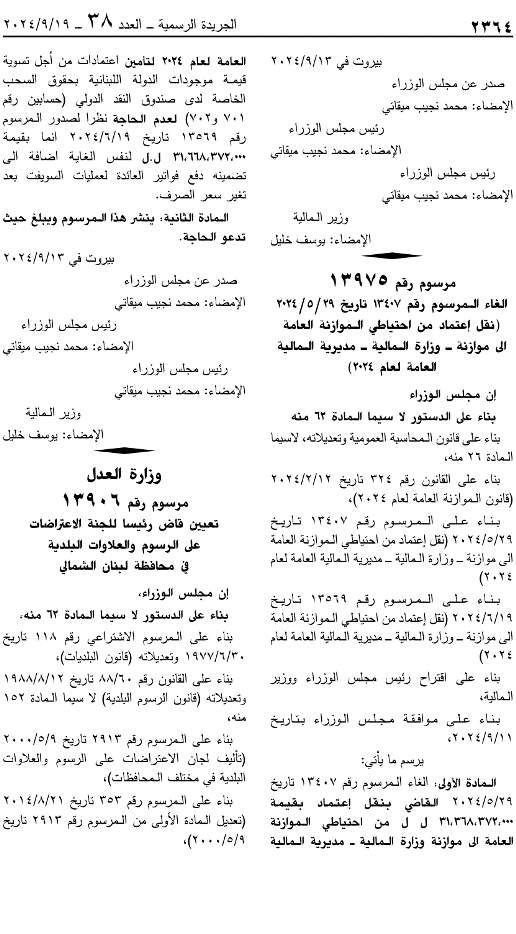 ٢٣٦٤
الجريدة الرسمية ــ العدد ٣٨ ــ ٢٠٢٤/٩/١٩
بيروت في ٢٠٢٤/٩/١٣
صدر عن مجلس الوزراء
الإمضاء: محمد نجيب ميقاتي
رئيس مجلس الوزراء
الإمضاء: محمد نجيب ميقاتي
رئيس مجلس الوزراء
الإمضاء: محمد نجيب ميقاتي
وزير المالية
الإمضاء: يوسف خليل
مرسوم رقم ١٣٩٧٥
الغاء المرسوم رقم ١٣٤٠٧ تاريخ ٢٠٢٤/٥/٢٩
(نقل إعتماد من احتياطي الموازنة العامة
الى موازنة ــ وزارة المالية ــ مديرية المالية
العامة لعام ٢٠٢٤)
إن مجلس الوزراء
بناء على الدستور لا سيما المادة ٦٢ منه
بناء على قانون المحاسبة العمومية وتعديلاته، لاسيما
المادة ٢٦ منه،
بناء على القانون رقم ٣٢٤ تاريخ ٢٠٢٤/٢/١٢
(قانون الموازنة العامة لعام ٢٠٢٤)،
بناء على المرسوم رقم ١٣٤٠٧ تاريخ
٢٠٢٤/٥/٢٩ (نقل إعتماد من احتياطي الموازنة العامة
الى موازنة ــ وزارة المالية ــ مديرية المالية العامة لعام
٢٠٢٤)
بناء على المرسوم رقم ١٣٥٦٩ تاريخ
٢٠٢٤/٦/١٩ (نقل إعتماد من احتياطي الموازنة العامة
الى موازنة ــ وزارة المالية ــ مديرية المالية العامة لعام
٢٠٢٤)
بناء على اقتراح رئيس مجلس الوزراء ووزير
المالية،
بناء على موافقة مجلس الوزراء بتاريخ
٢٠٢٤/٩/١١،
يرسم ما يأتي:
المادة الأولى: الغاء المرسوم رقم ١٣٤٠٧ تاريخ
٢٠٢٤/٥/٢٩ القاضي بنقل إعتماد بقيمة
٣١،٣٦٨،٣٧٢،٠٠٠ ل ل من احتياطي الموازنة
العامة الى موازنة وزارة المالية ــ مديرية المالية
العامة لعام ٢٠٢٤ لتأمين اعتمادات من أجل تسوية
قيمة موجودات الدولة اللبنانية بحقوق السحب
الخاصة لدى صندوق النقد الدولي (حسابين رقم
٧٠١ و٧٠٢) لعدم الحاجة نظرا لصدور المرسوم
رقم ١٣٥٦٩ تاريخ ٢٠٢٤/٦/١٩ انما بقيمة
٣١،٦٦٨،٣٧٢،٠٠٠ ل.ل لنفس الغاية اضافة الى
تضمينه دفع فواتير العائدة لعمليات السويفت بعد
تغير سعر الصرف.
المادة الثانية: ينشر هذا المرسوم ويبلغ حيث
تدعو الحاجة.
بيروت في ٢٠٢٤/٩/١٣
صدر عن مجلس الوزراء
الإمضاء: محمد نجيب ميقاتي
رئيس مجلس الوزراء
الإمضاء: محمد نجيب ميقاتي
رئيس مجلس الوزراء
الإمضاء: محمد نجيب ميقاتي
وزير المالية
الإمضاء: يوسف خليل
وزارة العدل
مرسوم رقم ١٣٩٠٦
تعيين قاض رئيسا للجنة الاعتراضات
على الرسوم والعلاوات البلدية
في محافظة لبنان الشمالي
إن مجلس الوزراء،
بناء على الدستور لا سيما المادة ٦٢ منه،
بناء على المرسوم الاشتراعي رقم ١١٨ تاريخ
١٩٧٧/٦/٣٠ وتعديلاته (قانون البلديات)،
بناء على القانون رقم ٨٨/٦٠ تاريخ ١٩٨٨/٨/١٢
وتعديلاته (قانون الرسوم البلدية) لا سيما المادة ١٥٢
منه،
بناء على المرسوم رقم ٢٩١٣ تاريخ ٢٠٠٠/٥/٩
(تأليف لجان الاعتراضات على الرسوم والعلاوات
البلدية في مختلف المحافظات)،
بناء على المرسوم رقم ٣٥٣ تاريخ ٢٠١٤/٨/٢١
(تعديل المادة الأولى من المرسوم رقم ٢٩١٣ تاريخ
٢٠٠٠/٥/٩)،